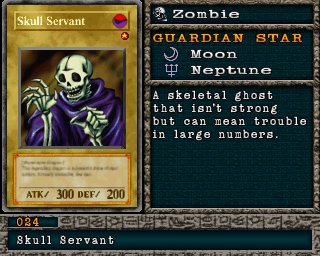 Skull Servant
ATK/ 300 DEF/ 200
Zombie
GUARDIAN STAR
Moon
Neptune
A skeletal ghost
that isn't strong
but can mean trouble
in large numbers.
024
Skull Servant